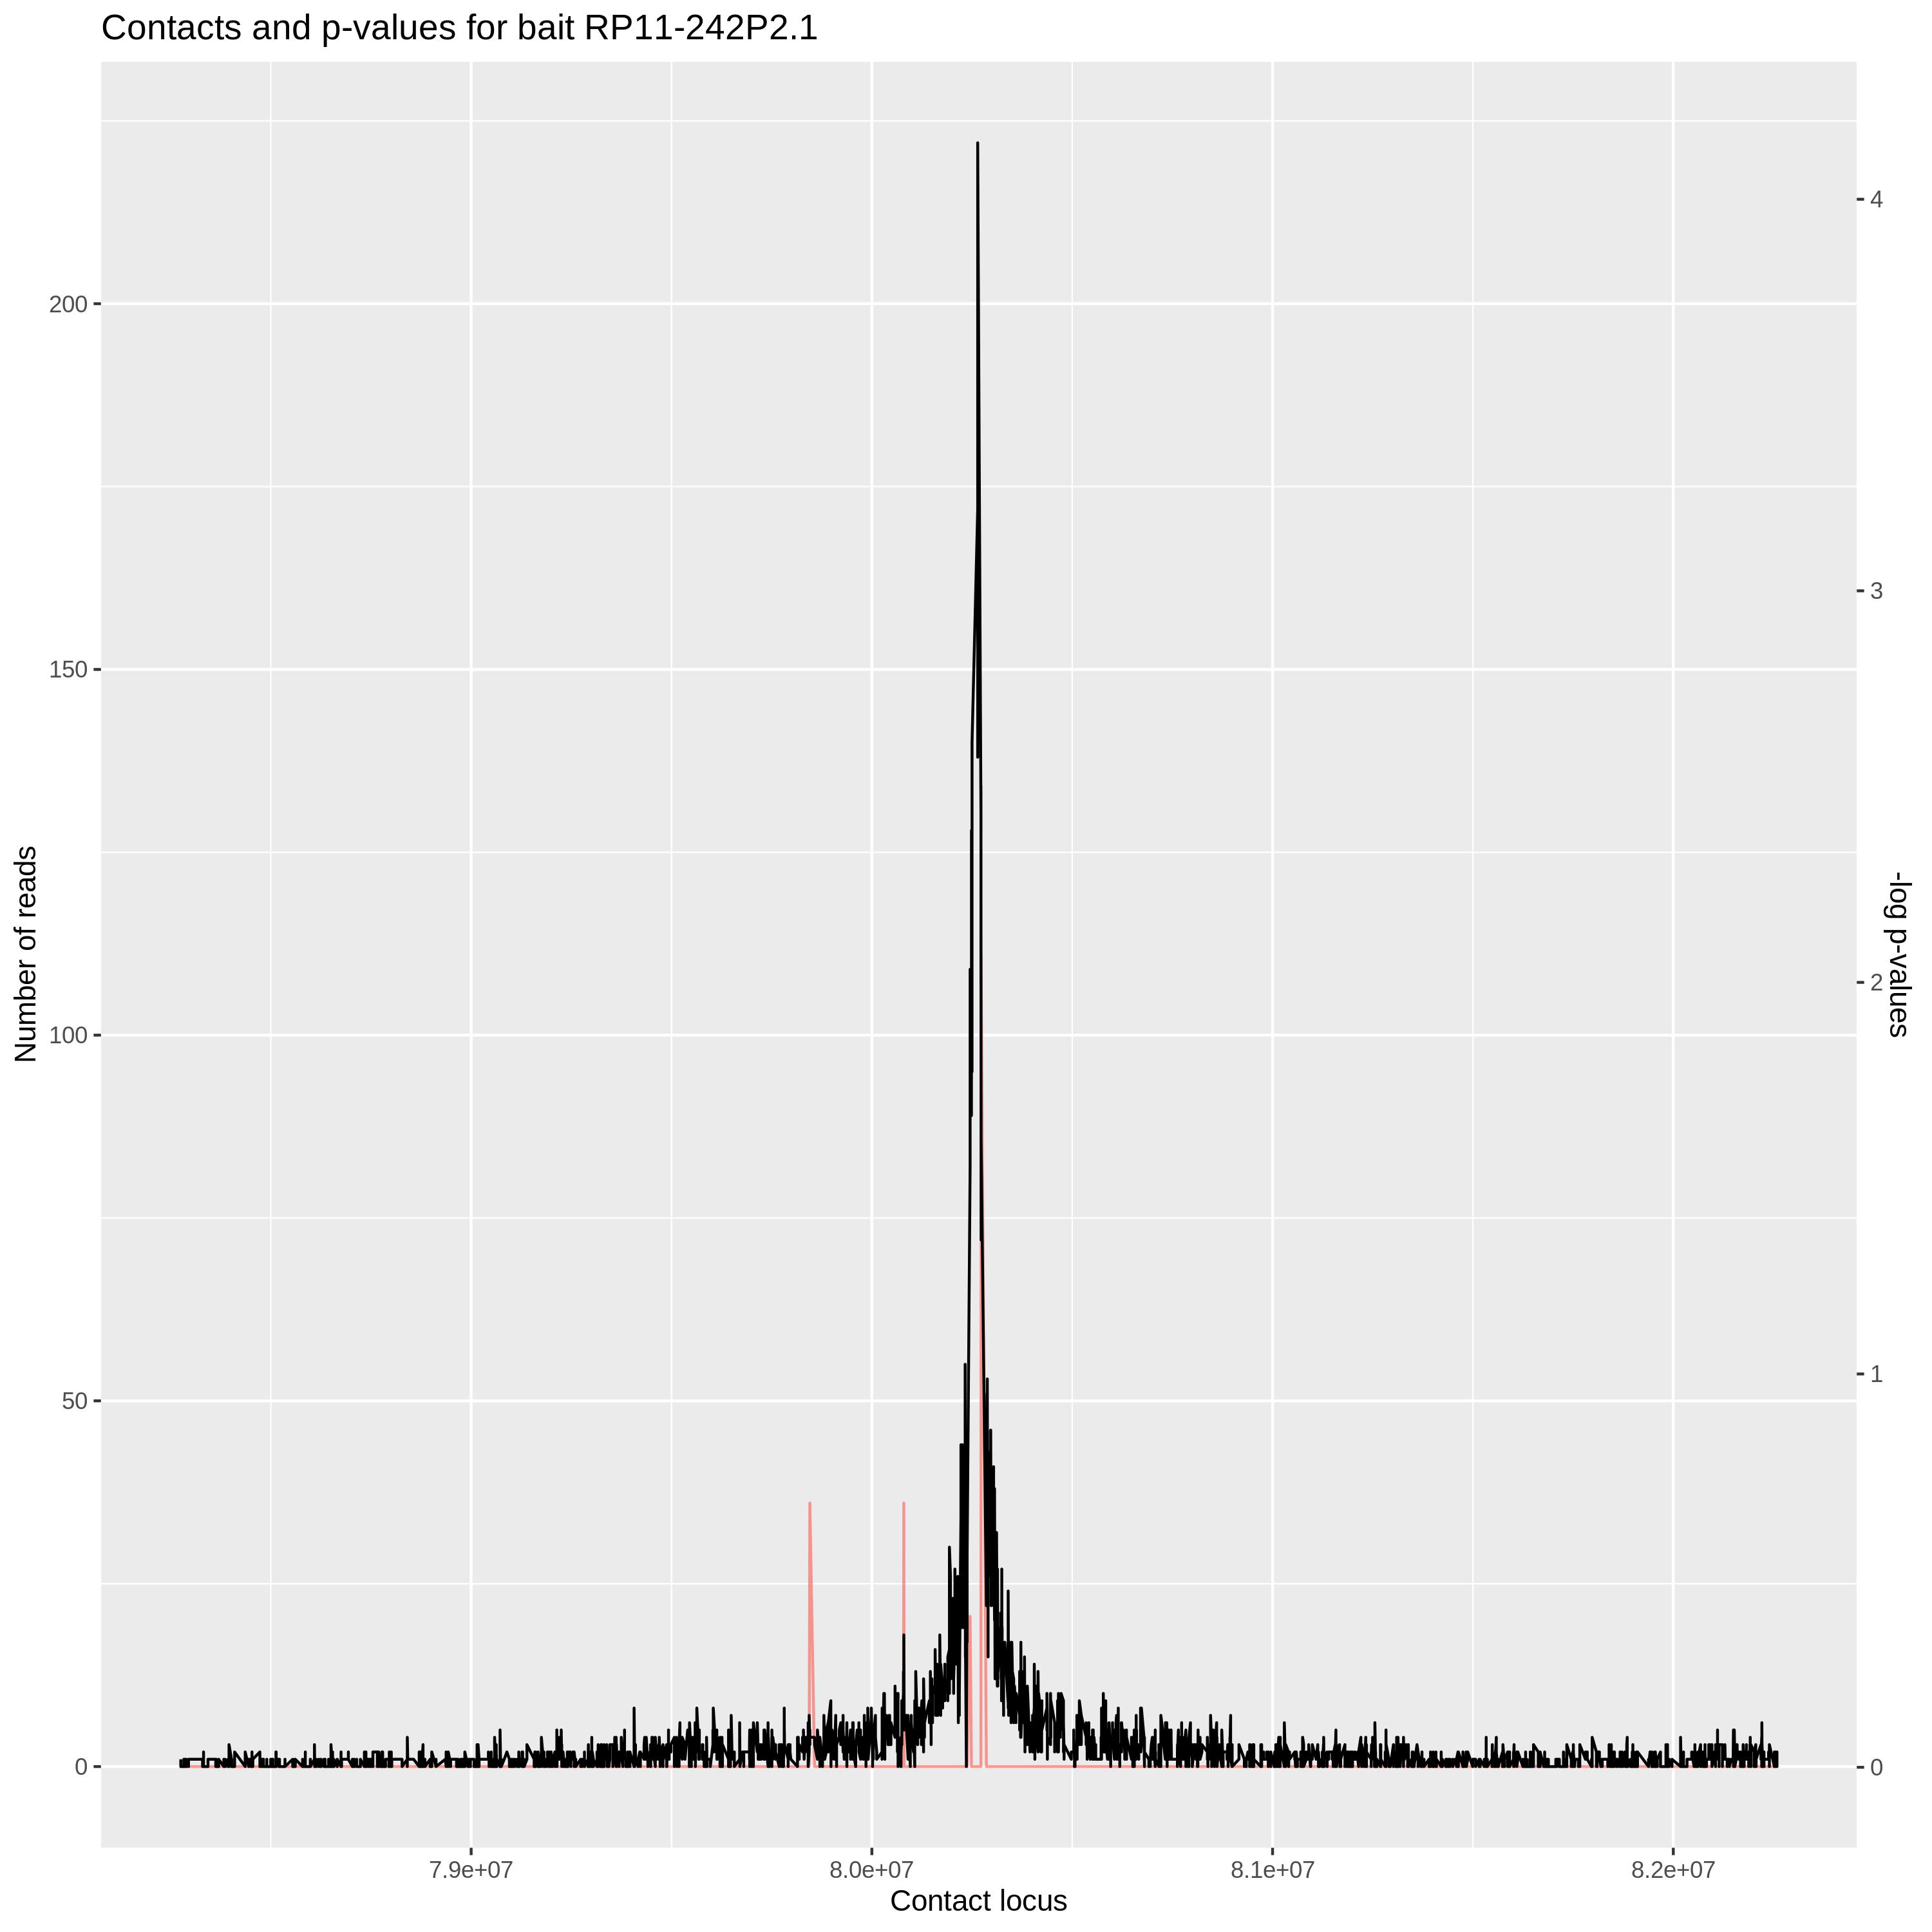 Contacts and p-values for bait RP11-242P2.1
Number of reads
200
150
100
50
0
4
3
2
1
0
-log p-values
7.9e+07 8.0e+07 8.1e+07 8.2e+07
Contact locus